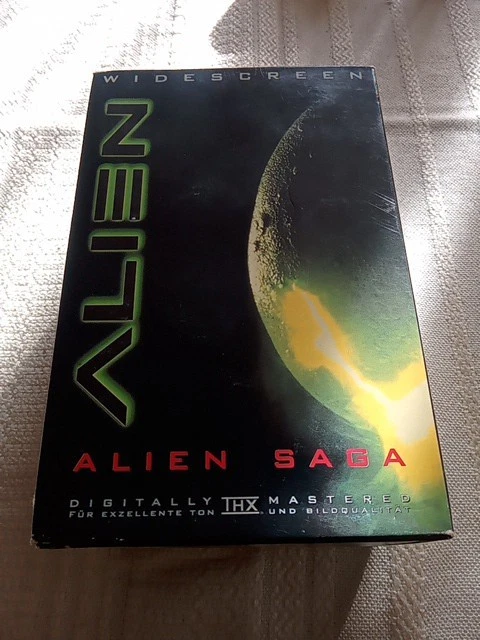 WIDESCREEN
ALIEN
ALIEN SAGA
DIGITALLY THX MASTERED
FÜR EXZELLENTE TON UND BILDQUALITÄT